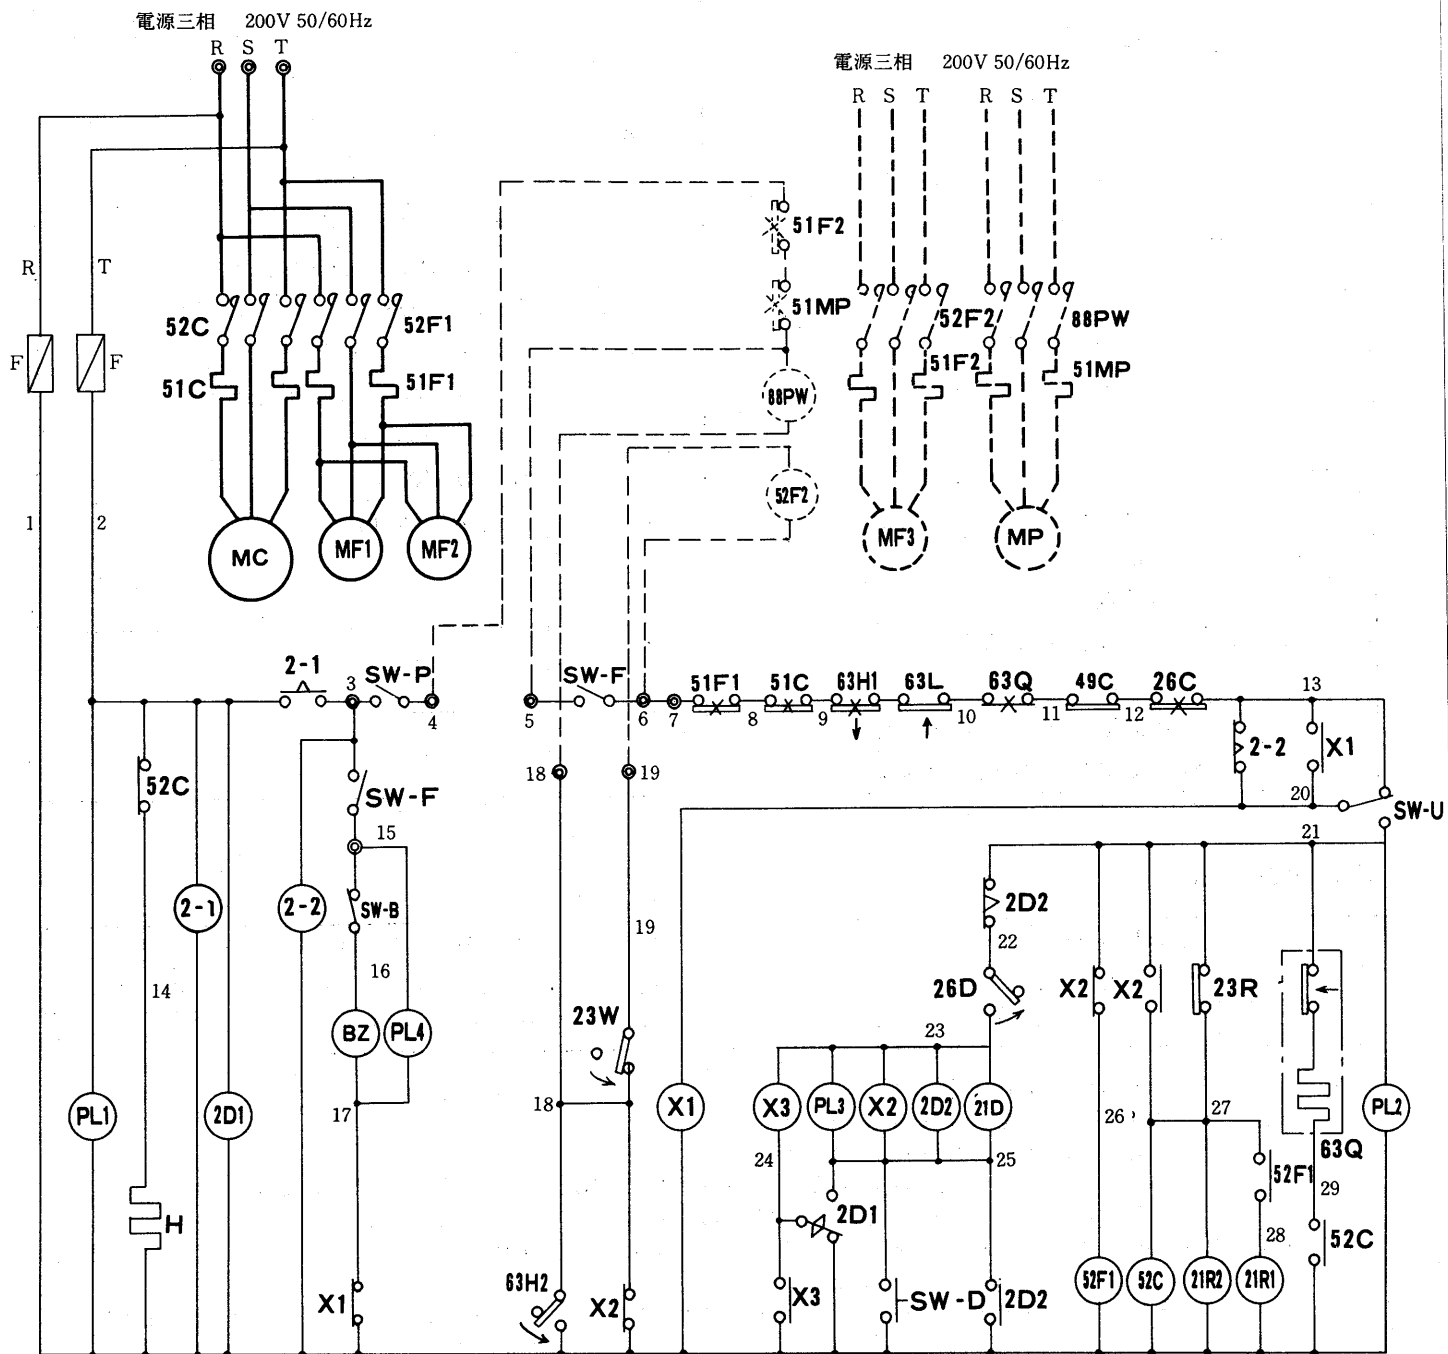 電源三相 200V 50/60Hz
R S T
電源三相 200V 50/60Hz
R S T R S T
51F2
R T
51MP
52C 52F1
52F2 88PW
F F
51C 51F1
51F2 51MP
88PW
52F2
1 2
MC MF1 MF2
MF3 MP
2-1 3 SW-P 4
5 SW-F 6 7
51F1 8 51C 9 63H1 63L 10 63Q 11 49C 12 26C 13
2-2 X1
52C
18 19
SW-F
20 SW-U
15
21
2-1 2-2 SW-B
2D2
19
22
14 16
26D X2 X2 23R
23W
BZ PL4
23
PL1 2D1 17
18 X1 X3 PL3 X2 2D2 21D
26 27 PL2
63Q
24 25
52F1 29
H
2D1
28 52C
63H2
52F1 52C 21R2 21R1
X1 X2 X3 SW-D 2D2